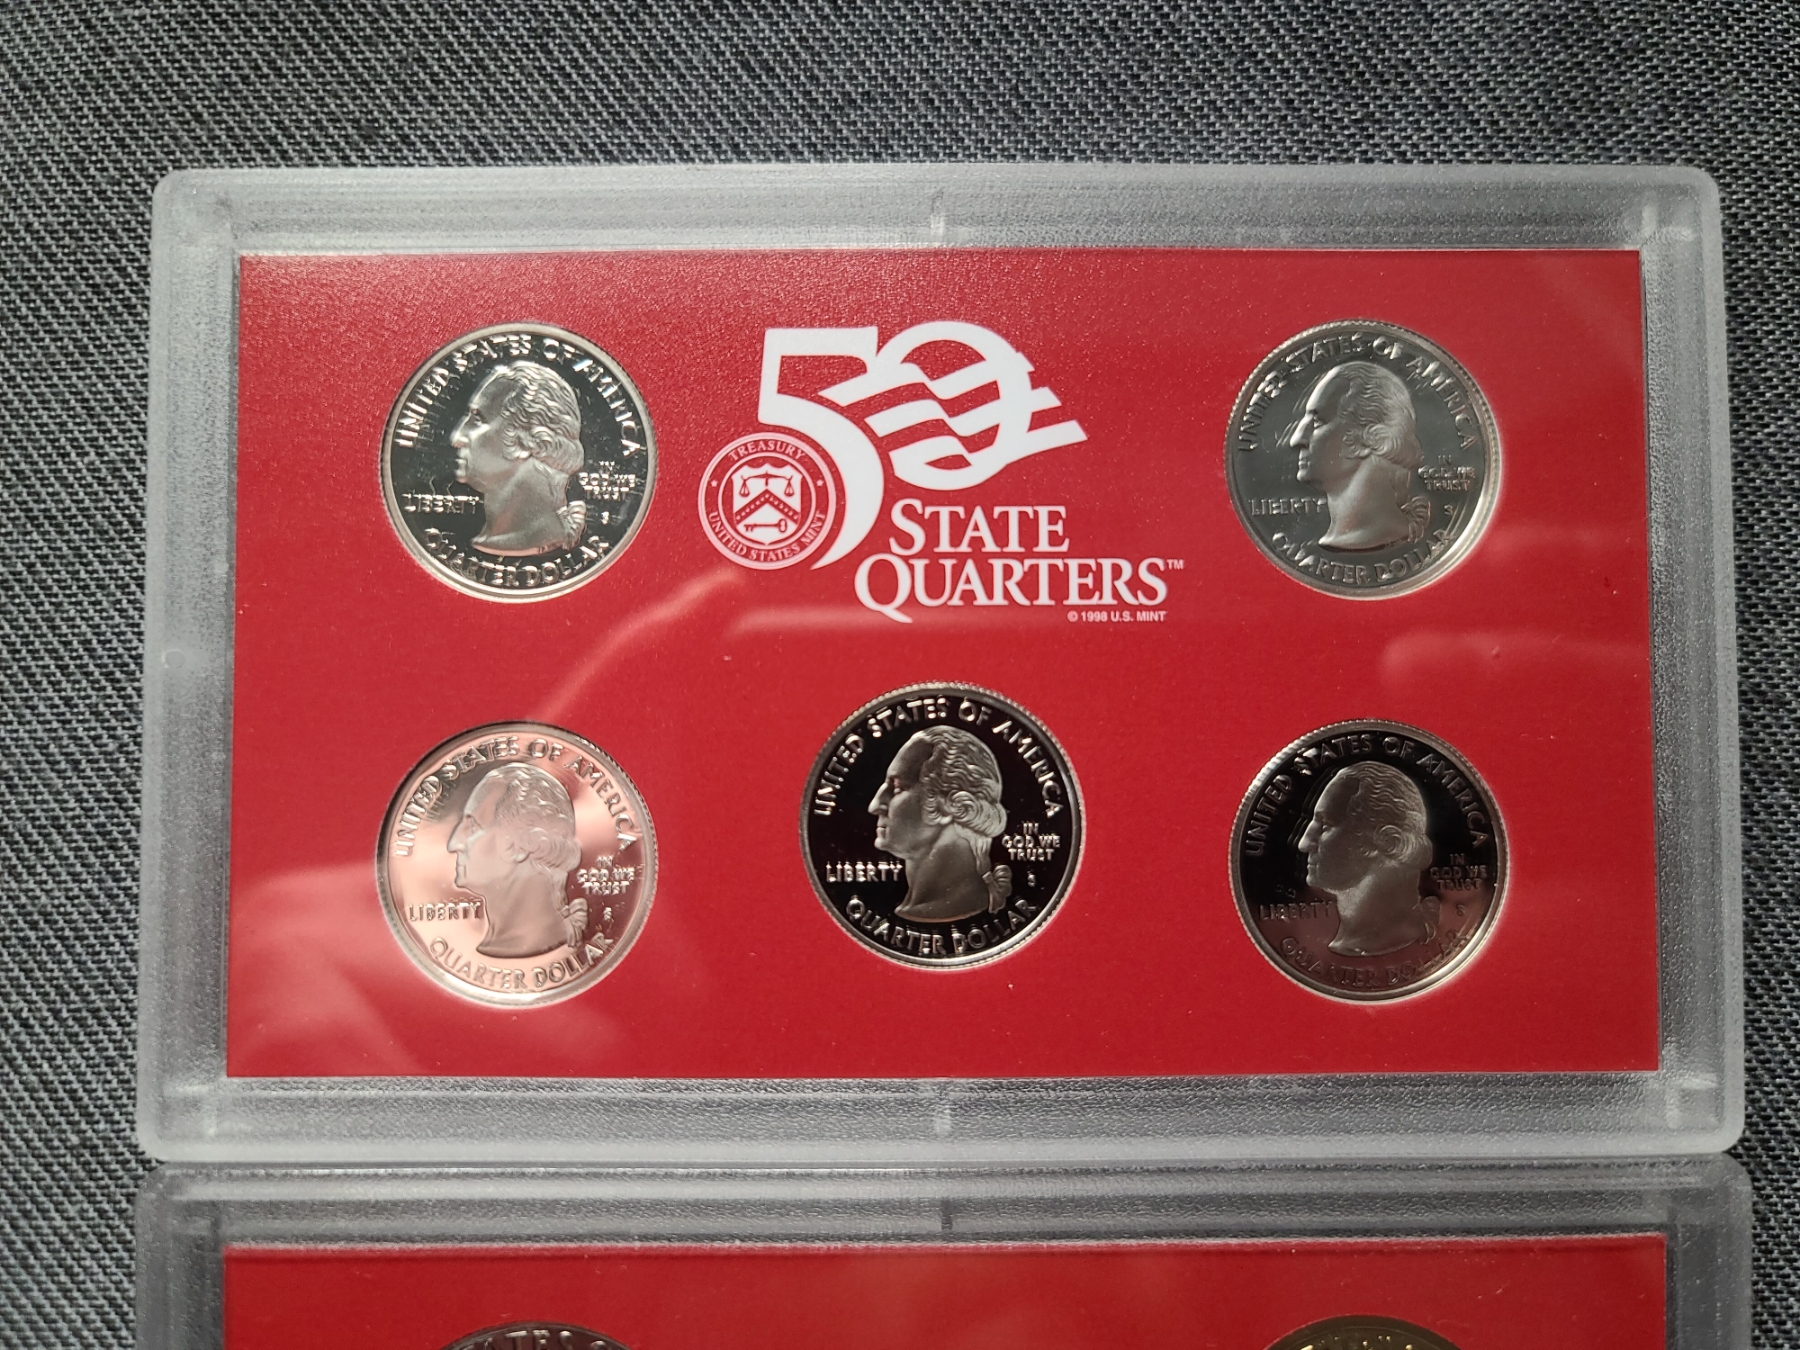 UNITED STATES OF AMERICA
IN
GOD WE
TRUST
LIBERTY
S
QUARTER DOLLAR
50
TREASURY
UNITED STATES MINT
STATE
QUARTERS™
© 1998 U.S. MINT
UNITED STATES OF AMERICA
IN
GOD WE
TRUST
LIBERTY
S
QUARTER DOLLAR
UNITED STATES OF AMERICA
IN
GOD WE
TRUST
LIBERTY
S
QUARTER DOLLAR
UNITED STATES OF AMERICA
IN
GOD WE
TRUST
LIBERTY
S
QUARTER DOLLAR
UNITED STATES OF AMERICA
IN
GOD WE
TRUST
LIBERTY
S
QUARTER DOLLAR